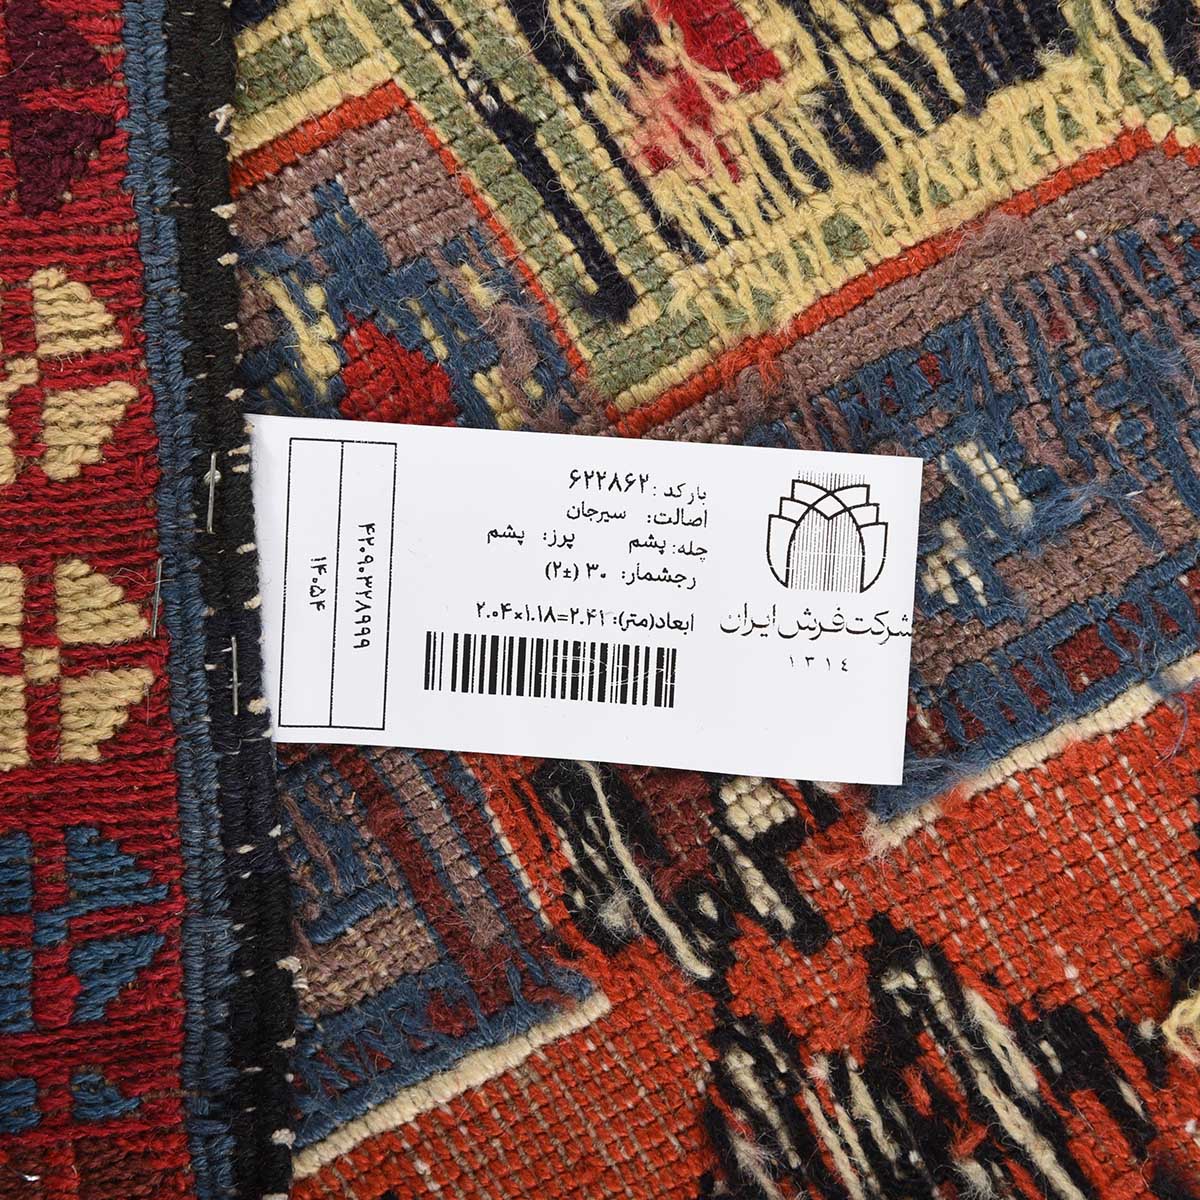 بارکد: ۶۲۲۸۶۲
اصالت: سیرجان
چله: پشم پرز: پشم
رجشمار: ۳۰ (±۲)
ابعاد(متر): ۲.۰۴×۱.۱۸=۲.۴۱
شرکت فرش ایران
١٣١٤
۴۲۰۹۰۳۲۸۹۹۹
۱۴۰۵۴